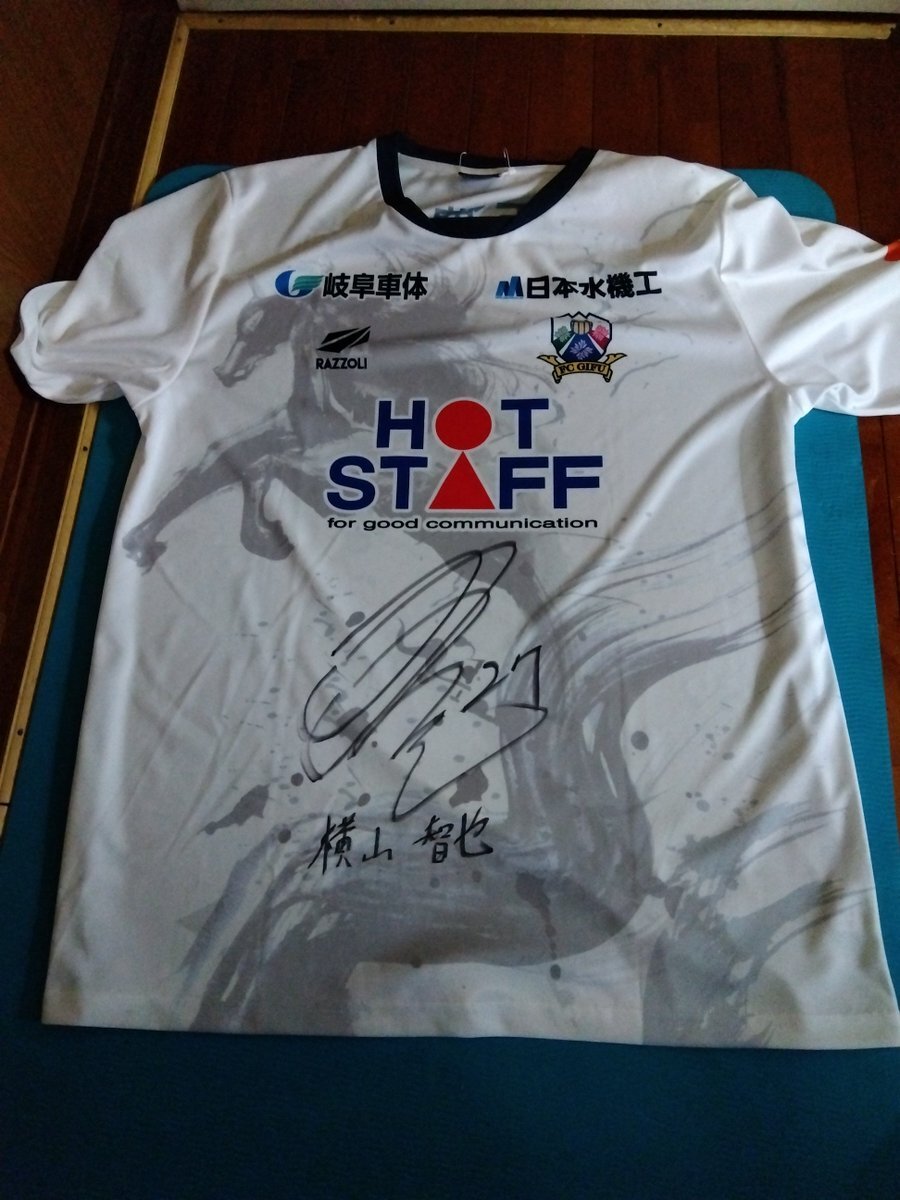 岐阜車体
日本水機工
RAZZOLI
FC GIFU
HOT
STAFF
for good communication
27
横山 智也